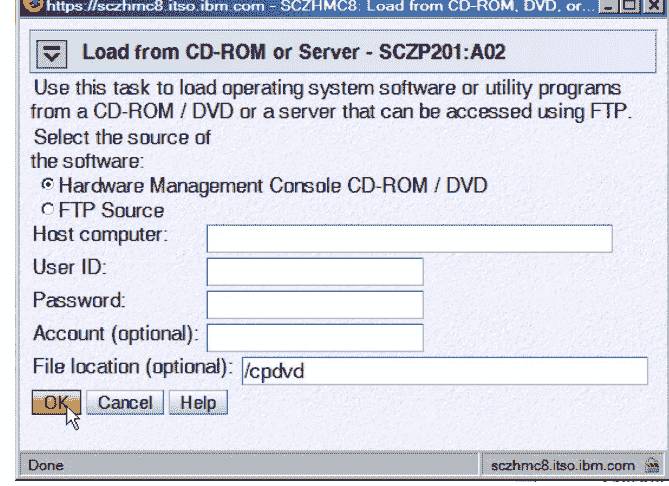 https://sczhmc8.itso.ibm.com - SCZHMC8: Load from CD-ROM, DVD, or...
Load from CD-ROM or Server - SCZP201:A02
Use this task to load operating system software or utility programs
from a CD-ROM / DVD or a server that can be accessed using FTP.
Select the source of
the software:
Hardware Management Console CD-ROM / DVD
FTP Source
Host computer:
User ID:
Password:
Account (optional):
File location (optional): /cpdvd
OK Cancel Help
Done sczhmc8.itso.ibm.com